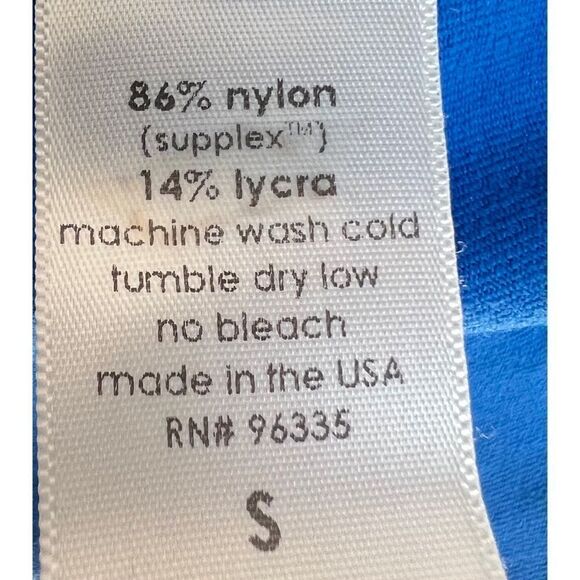 86% nylon
(supplex™)
14% lycra
machine wash cold
tumble dry low
no bleach
made in the USA
RN# 96335
S